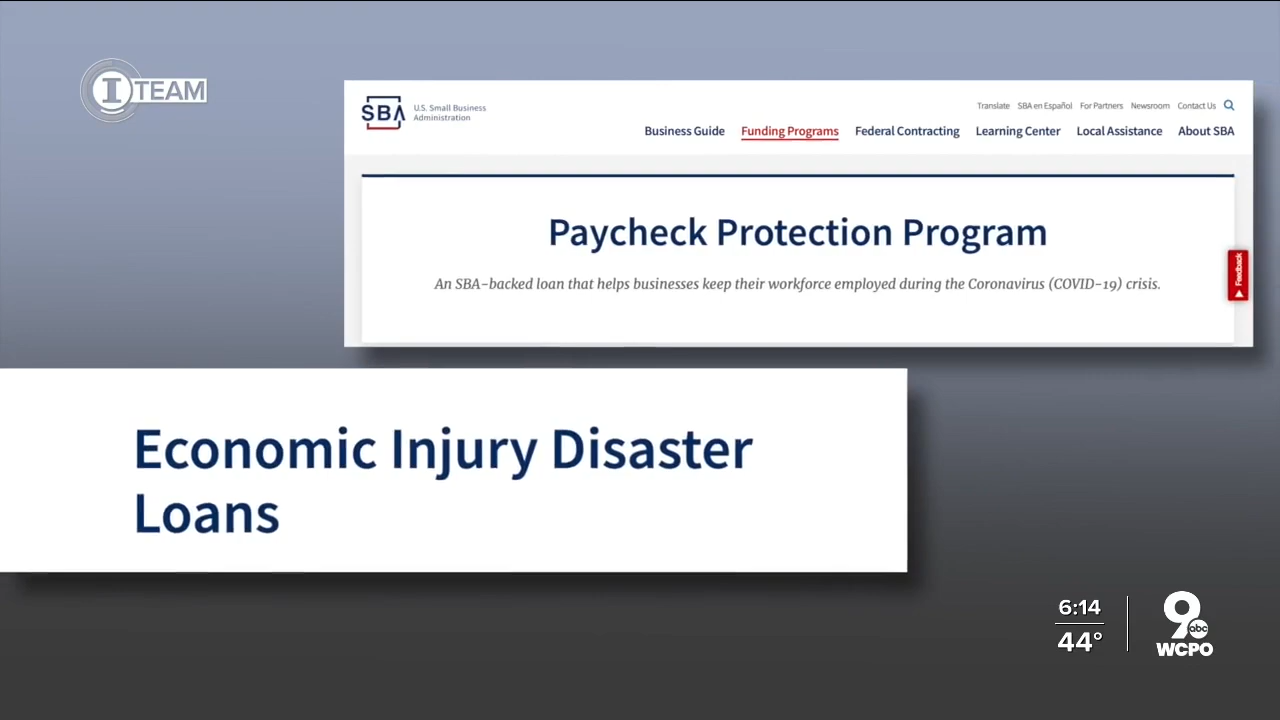 I TEAM
SBA
U.S. Small Business
Administration
Translate SBA en Español For Partners Newsroom Contact Us
Business Guide Funding Programs Federal Contracting Learning Center Local Assistance About SBA
Paycheck Protection Program
An SBA-backed loan that helps businesses keep their workforce employed during the Coronavirus (COVID-19) crisis.
Feedback
Economic Injury Disaster
Loans
6:14
44°
9
abc
WCPO